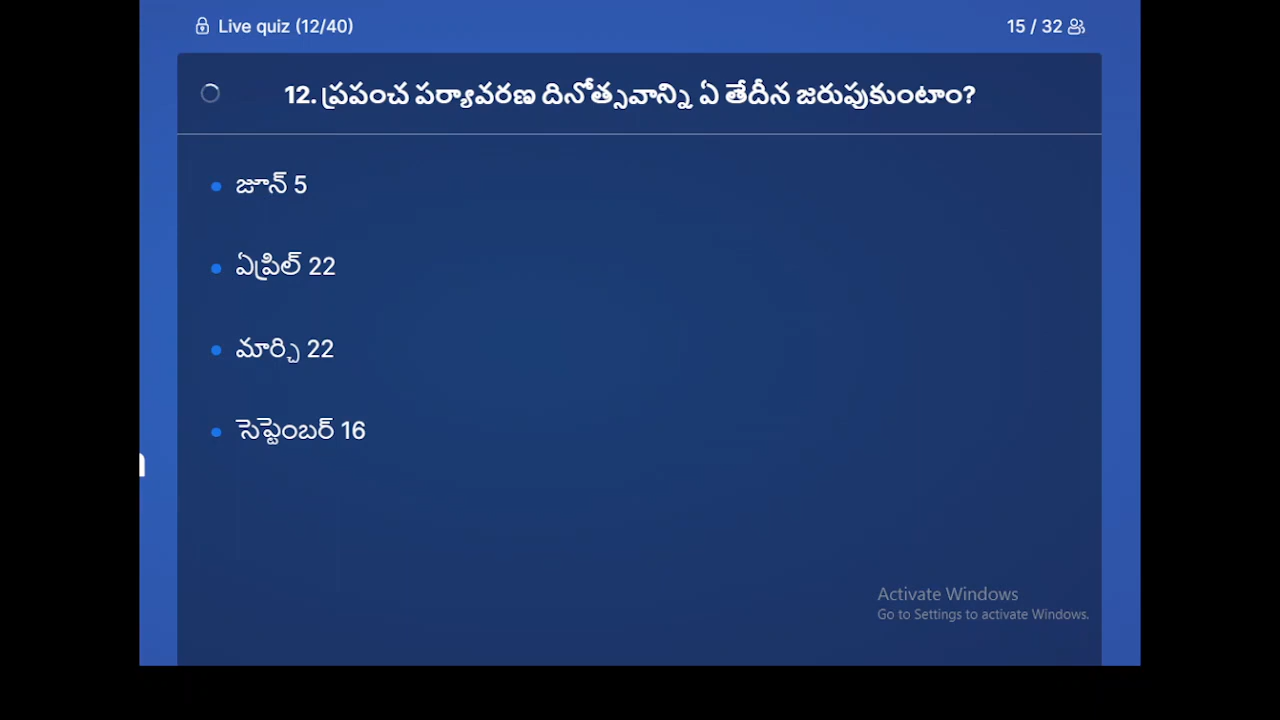 Live quiz (12/40)
15 / 32
12. ప్రపంచ పర్యావరణ దినోత్సవాన్ని ఏ తేదీన జరుపుకుంటాం?
జూన్ 5
ఏప్రిల్ 22
మార్చి 22
సెప్టెంబర్ 16
Activate Windows
Go to Settings to activate Windows.